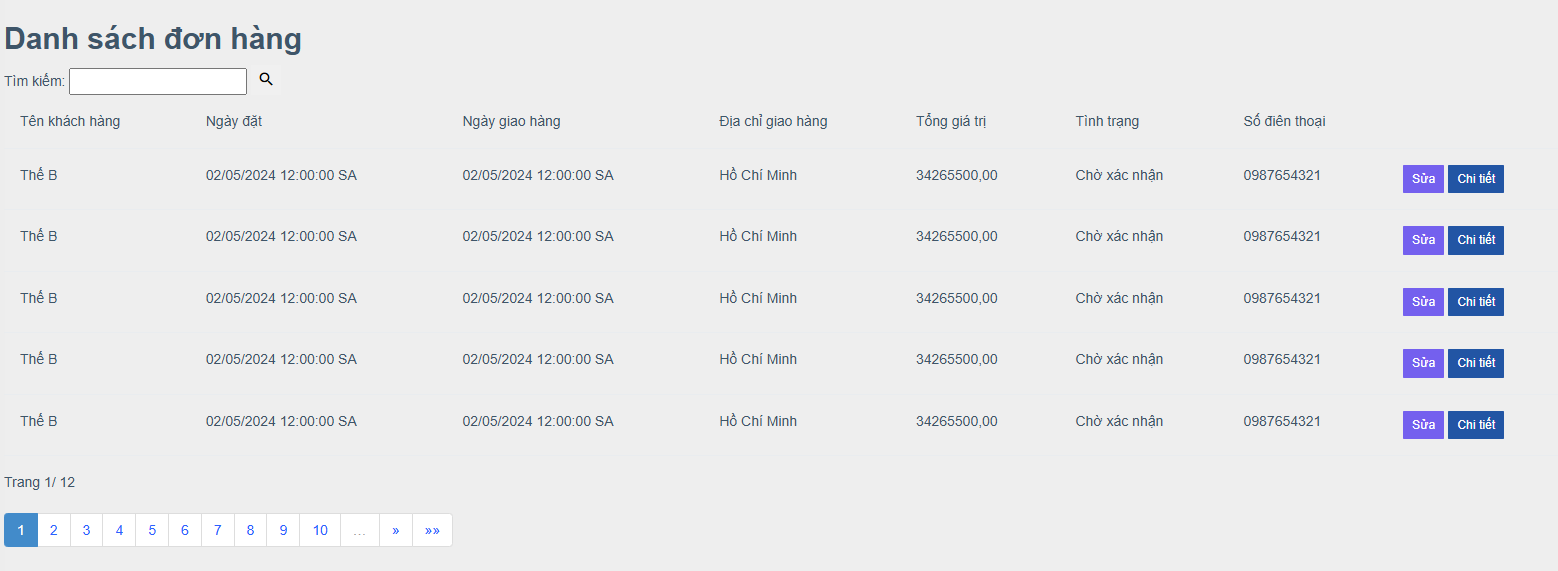 Danh sách đơn hàng
Tìm kiếm:
Tên khách hàng Ngày đặt Ngày giao hàng Địa chỉ giao hàng Tổng giá trị Tình trạng Số điên thoại
Thế B 02/05/2024 12:00:00 SA 02/05/2024 12:00:00 SA Hồ Chí Minh 34265500,00 Chờ xác nhận 0987654321 Sửa Chi tiết
Thế B 02/05/2024 12:00:00 SA 02/05/2024 12:00:00 SA Hồ Chí Minh 34265500,00 Chờ xác nhận 0987654321 Sửa Chi tiết
Thế B 02/05/2024 12:00:00 SA 02/05/2024 12:00:00 SA Hồ Chí Minh 34265500,00 Chờ xác nhận 0987654321 Sửa Chi tiết
Thế B 02/05/2024 12:00:00 SA 02/05/2024 12:00:00 SA Hồ Chí Minh 34265500,00 Chờ xác nhận 0987654321 Sửa Chi tiết
Thế B 02/05/2024 12:00:00 SA 02/05/2024 12:00:00 SA Hồ Chí Minh 34265500,00 Chờ xác nhận 0987654321 Sửa Chi tiết
Trang 1/ 12
1 2 3 4 5 6 7 8 9 10 … » »»